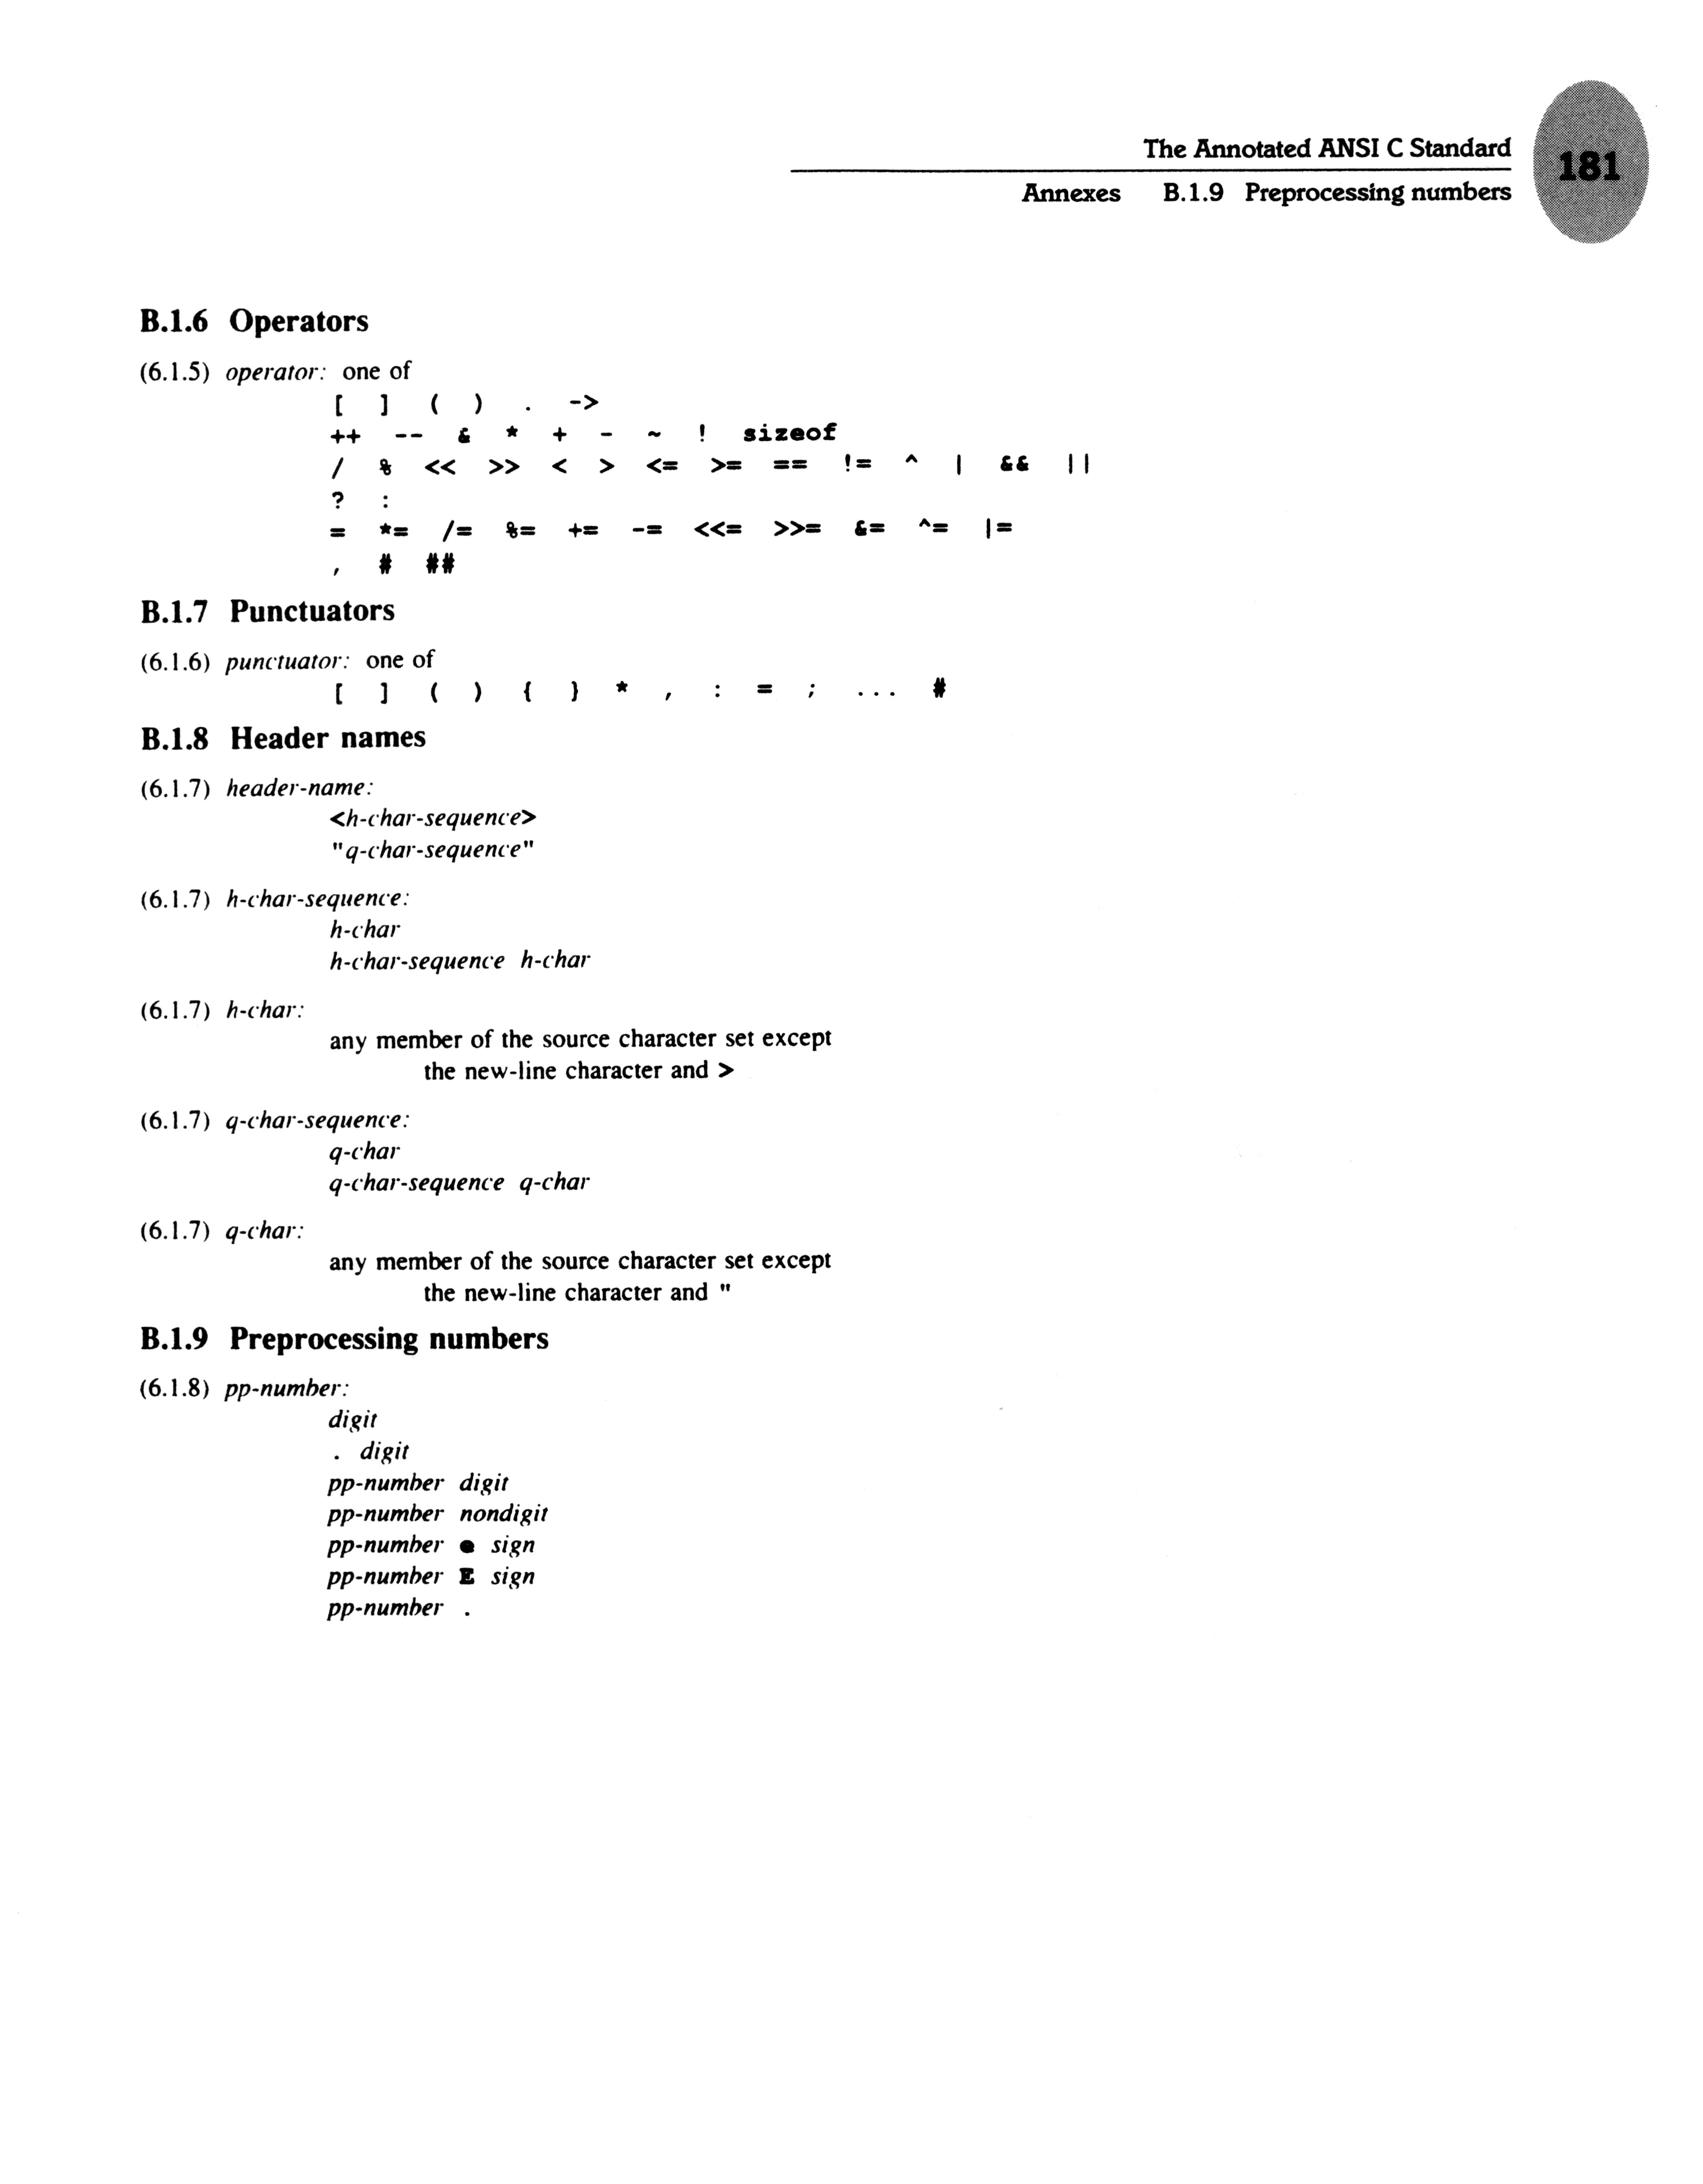 The Annotated ANSI C Standard
181
Annexes B.1.9 Preprocessing numbers
B.1.6 Operators
(6.1.5) operator: one of
[ ] ( ) . ->
++ -- & * + - ~ ! sizeof
/ % << >> < > <= >= == != ^ | && ||
? :
= *= /= %= += -= <<= >>= &= ^= |=
, # ##
B.1.7 Punctuators
(6.1.6) punctuator: one of
[ ] ( ) { } * , : = ; ... #
B.1.8 Header names
(6.1.7) header-name:
<h-char-sequence>
"q-char-sequence"
(6.1.7) h-char-sequence:
h-char
h-char-sequence h-char
(6.1.7) h-char:
any member of the source character set except
the new-line character and >
(6.1.7) q-char-sequence:
q-char
q-char-sequence q-char
(6.1.7) q-char:
any member of the source character set except
the new-line character and "
B.1.9 Preprocessing numbers
(6.1.8) pp-number:
digit
. digit
pp-number digit
pp-number nondigit
pp-number e sign
pp-number E sign
pp-number .